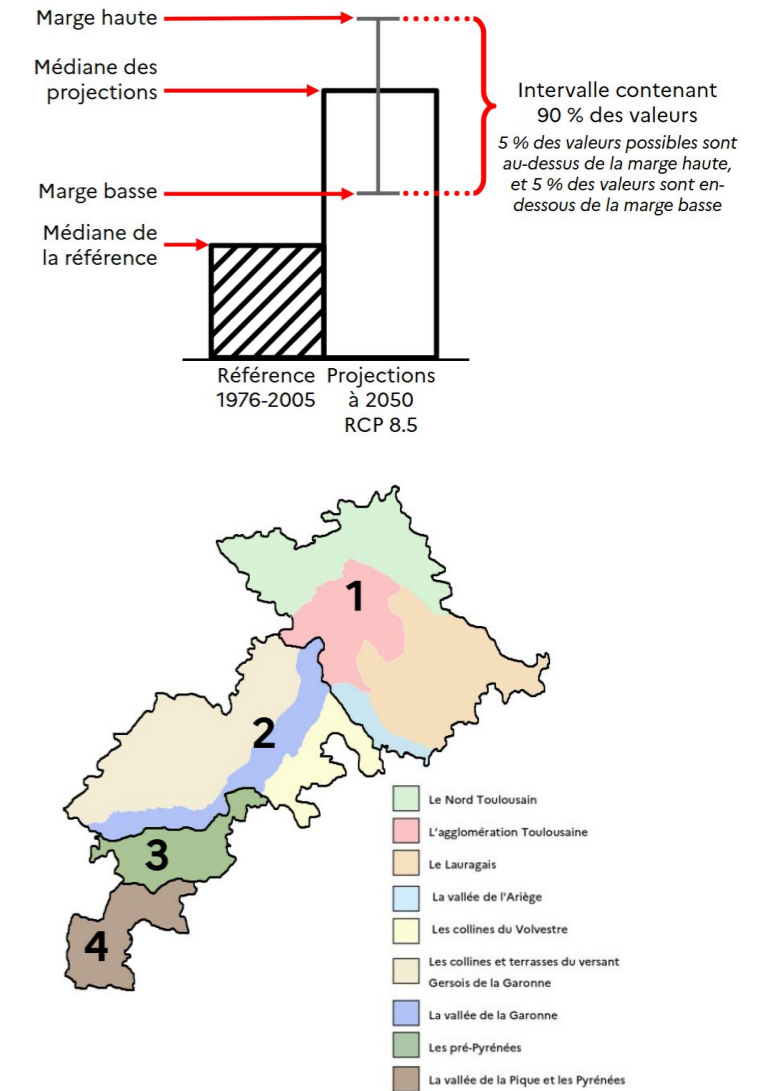 Marge haute
Médiane des
projections
Marge basse
Médiane de
la référence
Intervalle contenant
90 % des valeurs
5 % des valeurs possibles sont
au-dessus de la marge haute,
et 5 % des valeurs sont en-
dessous de la marge basse
Référence
1976-2005
Projections
à 2050
RCP 8.5
1
2
3
4
Le Nord Toulousain
L'agglomération Toulousaine
Le Lauragais
La vallée de l'Ariège
Les collines du Volvestre
Les collines et terrasses du versant
Gersois de la Garonne
La vallée de la Garonne
Les pré-Pyrénées
La vallée de la Pique et les Pyrénées